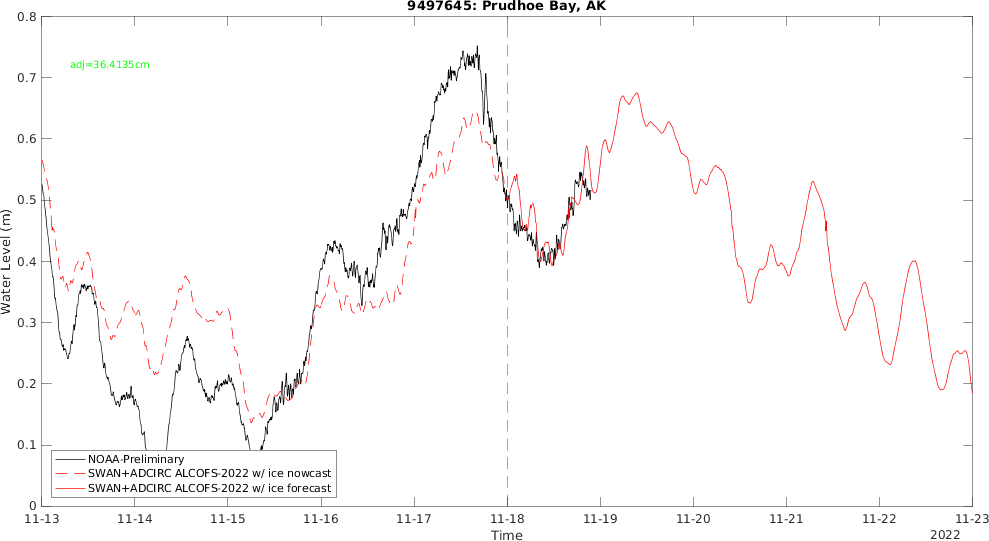 9497645: Prudhoe Bay, AK
0.8
adj=36.4135cm
0.7
0.6
0.5
0.4
0.3
0.2
0.1
0
Water Level (m)
NOAA-Preliminary
SWAN+ADCIRC ALCOFS-2022 w/ ice nowcast
SWAN+ADCIRC ALCOFS-2022 w/ ice forecast
11-13 11-14 11-15 11-16 11-17 11-18 11-19 11-20 11-21 11-22 11-23
Time
2022